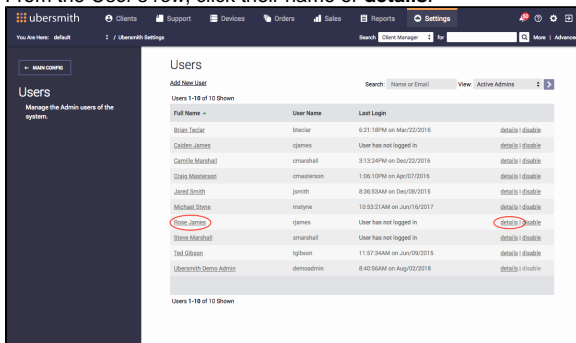 From the User's row, click their name or details.
ubersmith Clients Support Devices Orders Sales Reports Settings
You Are Here: default / Ubersmith Settings Search Client Manager for More | Advanced
← MAIN CONFIG
Users
Manage the Admin users of the
system.
Users
Add New User Search: Name or Email View: Active Admins
Users 1-10 of 10 Shown
Full Name User Name Last Login
Brian Teclar bteclar 6:21:18PM on Mar/22/2016 details | disable
Caiden James cjames User has not logged in details | disable
Camille Marshall cmarshall 3:13:24PM on Dec/22/2016 details | disable
Craig Masterson cmasterson 1:06:10PM on Apr/07/2016 details | disable
Jared Smith jsmith 8:36:53AM on Dec/08/2015 details | disable
Michael Styne mstyne 10:53:21AM on Jun/16/2017 details | disable
Rose James rjames User has not logged in details | disable
Steve Marshall smarshall User has not logged in details | disable
Ted Gibson tgibson 11:57:34AM on Jun/09/2015 details | disable
Ubersmith Demo Admin demoadmin 8:40:56AM on Aug/02/2018 details | disable
Users 1-10 of 10 Shown